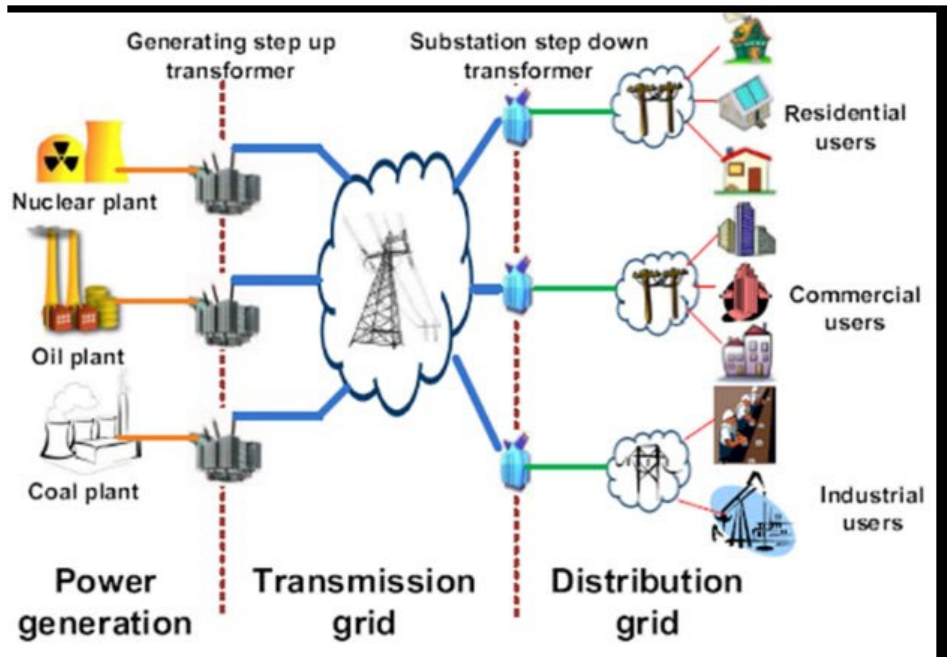 Generating step up
transformer
Substation step down
transformer
Nuclear plant
Oil plant
Coal plant
Residential
users
Commercial
users
Industrial
users
Power
generation
Transmission
grid
Distribution
grid